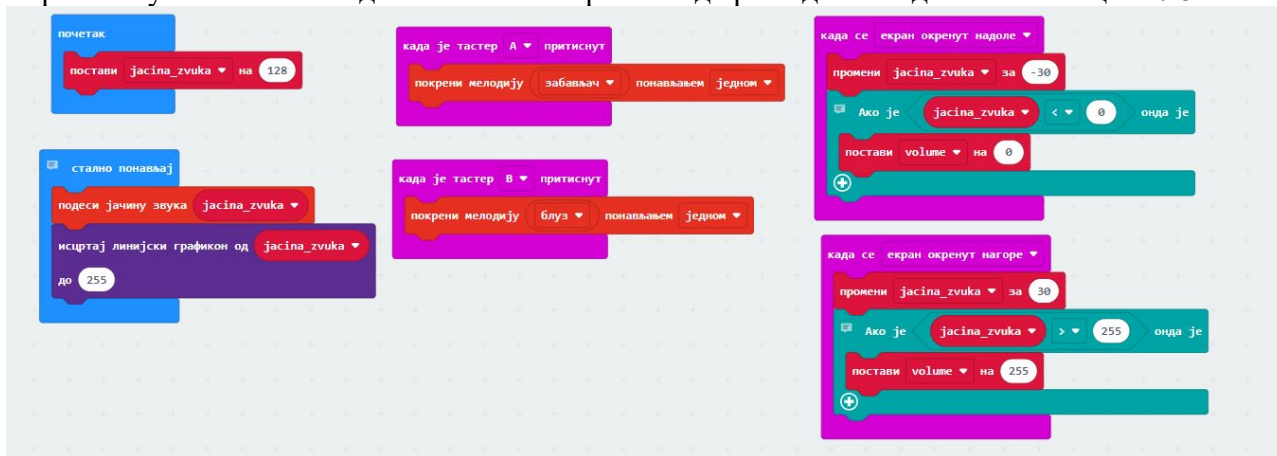 почетак
постави jacina_zvuka на 128
стално понављај
подеси јачину звука jacina_zvuka
исцртај линијски графикон од jacina_zvuka
до 255
када је тастер A притиснут
покрени мелодију забављач понављањем једном
када је тастер B притиснут
покрени мелодију блуз понављањем једном
када се екран окренут надоле
промени jacina_zvuka за -30
Ако је jacina_zvuka < 0 онда је
постави volume на 0
када се екран окренут нагоре
промени jacina_zvuka за 30
Ако је jacina_zvuka > 255 онда је
постави volume на 255